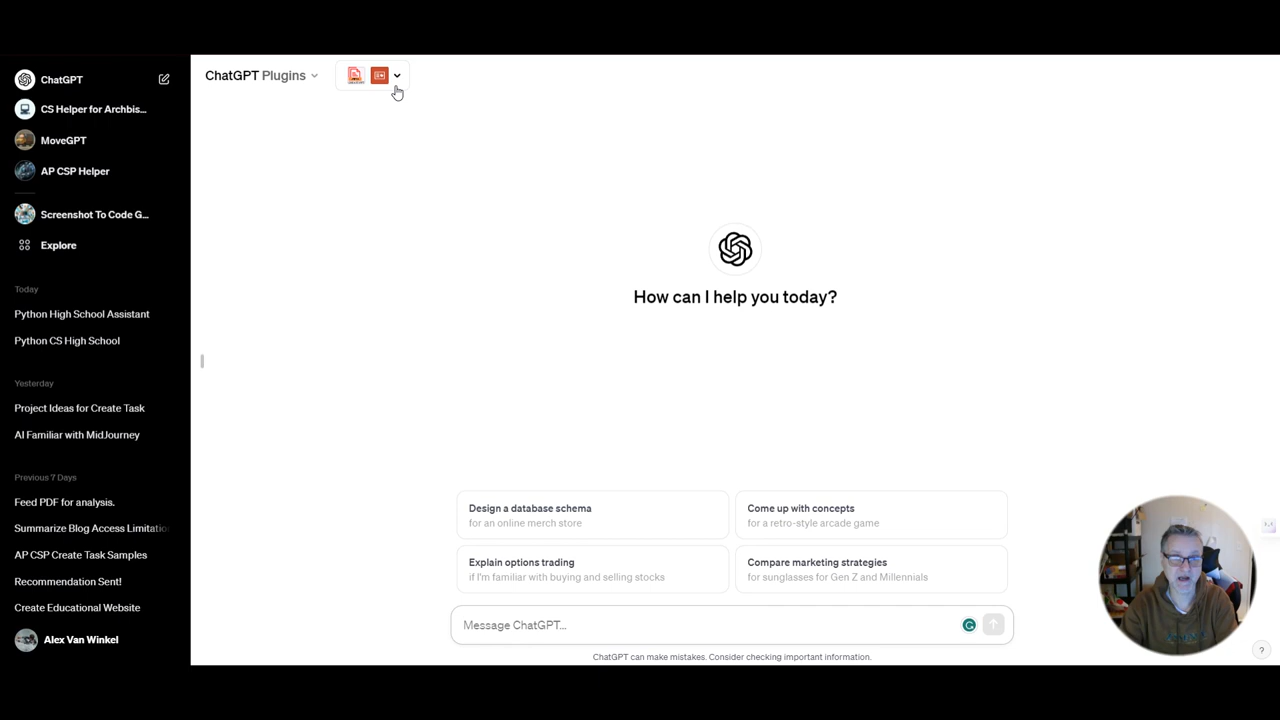 ChatGPT
CS Helper for Archbis...
MoveGPT
AP CSP Helper
Screenshot To Code G...
Explore
Today
Python High School Assistant
Python CS High School
Yesterday
Project Ideas for Create Task
AI Familiar with MidJourney
Previous 7 Days
Feed PDF for analysis.
Summarize Blog Access Limitatio
AP CSP Create Task Samples
Recommendation Sent!
Create Educational Website
Alex Van Winkel
ChatGPT Plugins
How can I help you today?
Design a database schema
for an online merch store
Come up with concepts
for a retro-style arcade game
Explain options trading
if I'm familiar with buying and selling stocks
Compare marketing strategies
for sunglasses for Gen Z and Millennials
Message ChatGPT...
ChatGPT can make mistakes. Consider checking important information.
?